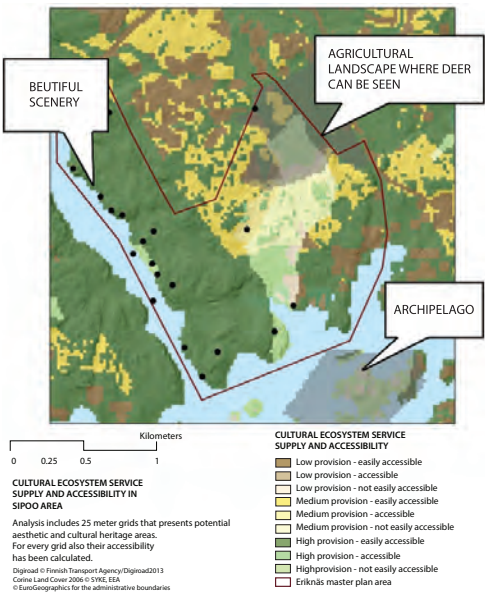 BEUTIFUL
SCENERY
AGRICULTURAL
LANDSCAPE WHERE DEER
CAN BE SEEN
ARCHIPELAGO
Kilometers
0 0.25 0.5 1
CULTURAL ECOSYSTEM SERVICE
SUPPLY AND ACCESSIBILITY IN
SIPOO AREA
Analysis includes 25 meter grids that presents potential
aesthetic and cultural heritage areas.
For every grid also their accessibility
has been calculated.
Digiroad © Finnish Transport Agency/Digiroad2013
Corine Land Cover 2006 © SYKE, EEA
© EuroGeographics for the administrative boundaries
CULTURAL ECOSYSTEM SERVICE
SUPPLY AND ACCESSIBILITY
Low provision - easily accessible
Low provision - accessible
Low provision - not easily accessible
Medium provision - easily accessible
Medium provision - accessible
Medium provision - not easily accessible
High provision - easily accessible
High provision - accessible
Highprovision - not easily accessible
Eriknäs master plan area